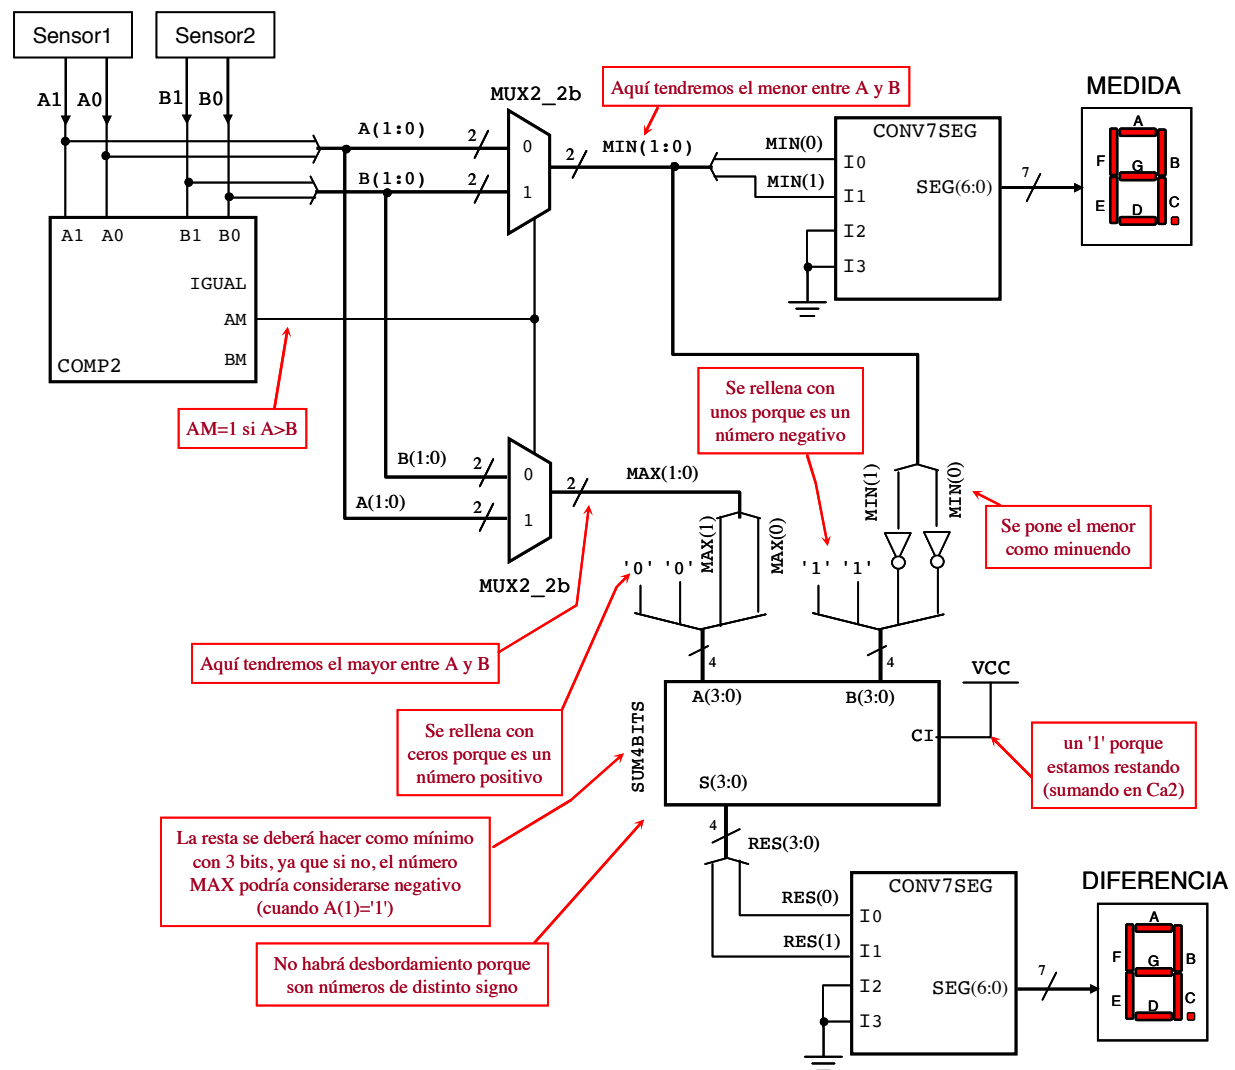 Sensor1
Sensor2
A1
A0
B1
B0
MUX2_2b
A(1:0)
2
0
B(1:0)
2
1
2
MIN(1:0)
Aquí tendremos el menor entre A y B
MIN(0)
MIN(1)
CONV7SEG
I0
I1
I2
I3
SEG(6:0)
7
MEDIDA
A
F
B
G
E
C
D
A1 A0
B1 B0
IGUAL
AM
BM
COMP2
AM=1 si A>B
B(1:0)
2
0
A(1:0)
2
1
MUX2_2b
2
MAX(1:0)
Aquí tendremos el mayor entre A y B
Se rellena con
unos porque es un
número negativo
MIN(1)
MIN(0)
Se pone el menor
como minuendo
MAX(1)
MAX(0)
'0' '0'
'1' '1'
4
4
Se rellena con
ceros porque es un
número positivo
VCC
A(3:0)
B(3:0)
CI
S(3:0)
SUM4BITS
un '1' porque
estamos restando
(sumando en Ca2)
La resta se deberá hacer como mínimo
con 3 bits, ya que si no, el número
MAX podría considerarse negativo
(cuando A(1)='1')
No habrá desbordamiento porque
son números de distinto signo
4
RES(3:0)
RES(0)
RES(1)
CONV7SEG
I0
I1
I2
I3
SEG(6:0)
7
DIFERENCIA
A
F
B
G
E
C
D